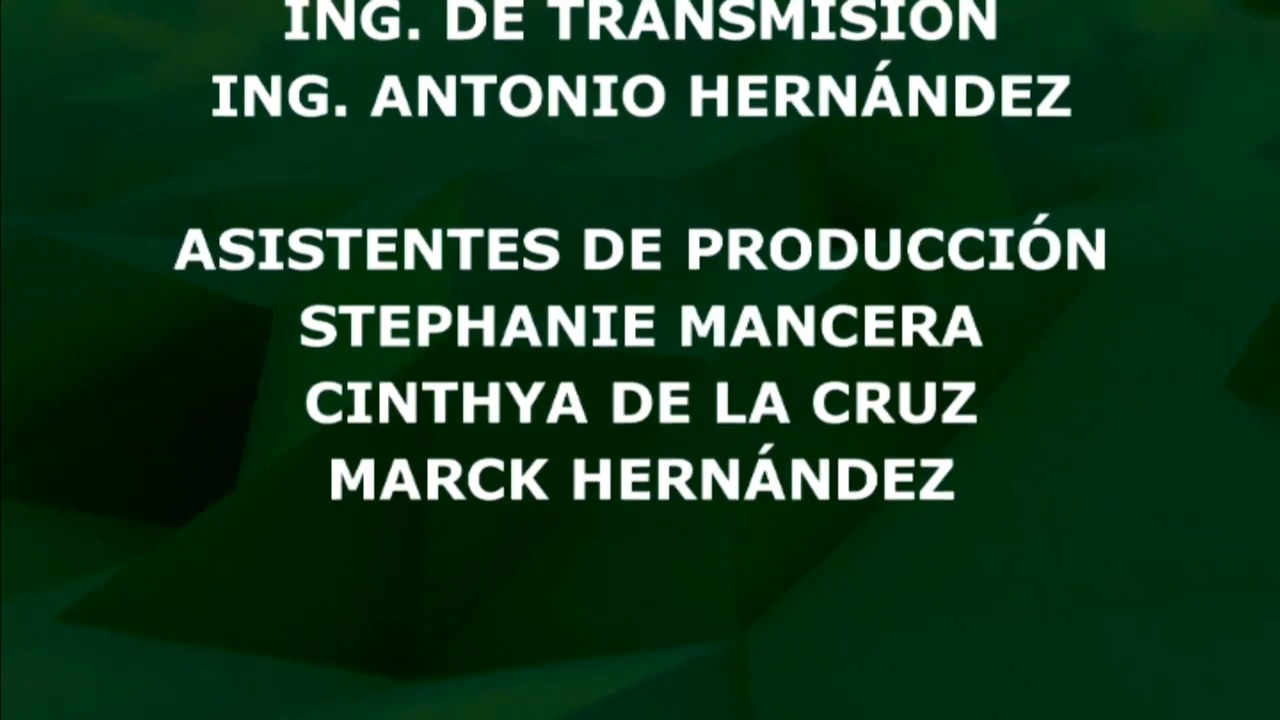 ING. DE TRANSMISIÓN
ING. ANTONIO HERNÁNDEZ
ASISTENTES DE PRODUCCIÓN
STEPHANIE MANCERA
CINTHYA DE LA CRUZ
MARCK HERNÁNDEZ